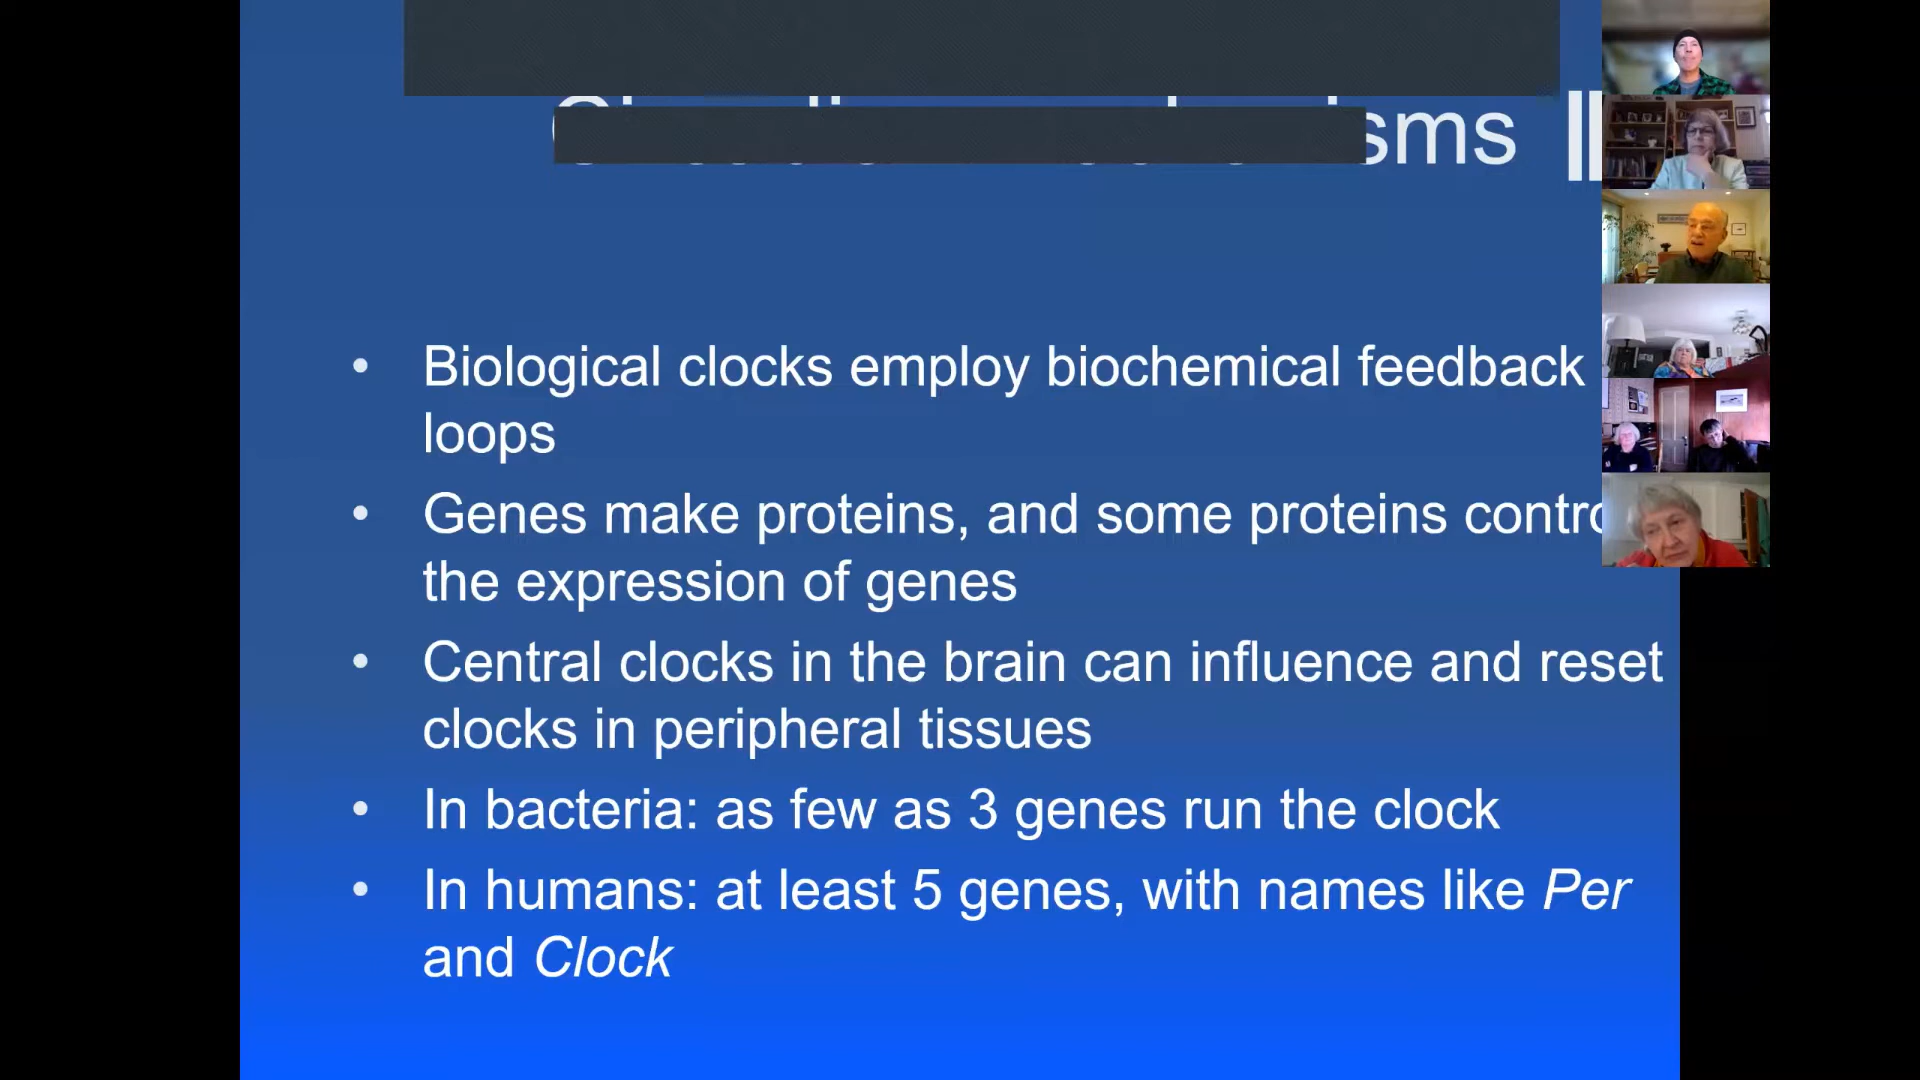 sms
• Biological clocks employ biochemical feedback
loops
• Genes make proteins, and some proteins contro
the expression of genes
• Central clocks in the brain can influence and reset
clocks in peripheral tissues
• In bacteria: as few as 3 genes run the clock
• In humans: at least 5 genes, with names like Per
and Clock